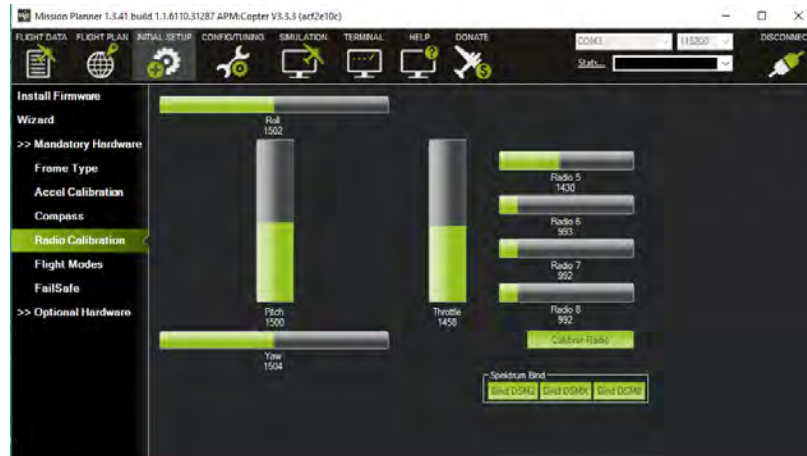 Mission Planner 1.3.41 build 1.1.6110.31287 APM:Copter V3.3.3 (acf2e10c)
FLIGHT DATA FLIGHT PLAN INITIAL SETUP CONFIG/TUNING SIMULATION TERMINAL HELP DONATE COM3 115200 DISCONNEC
Stats...
Install Firmware
Wizard
>> Mandatory Hardware
Frame Type
Accel Calibration
Compass
Radio Calibration
Flight Modes
FailSafe
>> Optional Hardware
Roll
1502
Pitch
1500
Throttle
1458
Yaw
1504
Radio 5
1430
Radio 6
993
Radio 7
992
Radio 8
992
Calibrer Radio
Spektrum Bind
Bind DSM2 Bind DSMX Bind DSM8